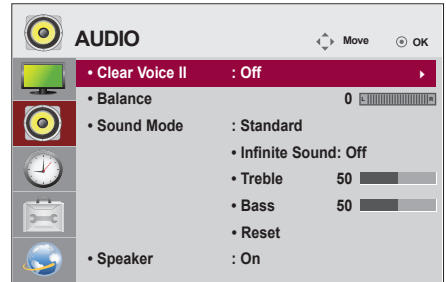 AUDIO Move OK
• Clear Voice II : Off
• Balance 0 L R
• Sound Mode : Standard
• Infinite Sound: Off
• Treble 50
• Bass 50
• Reset
• Speaker : On